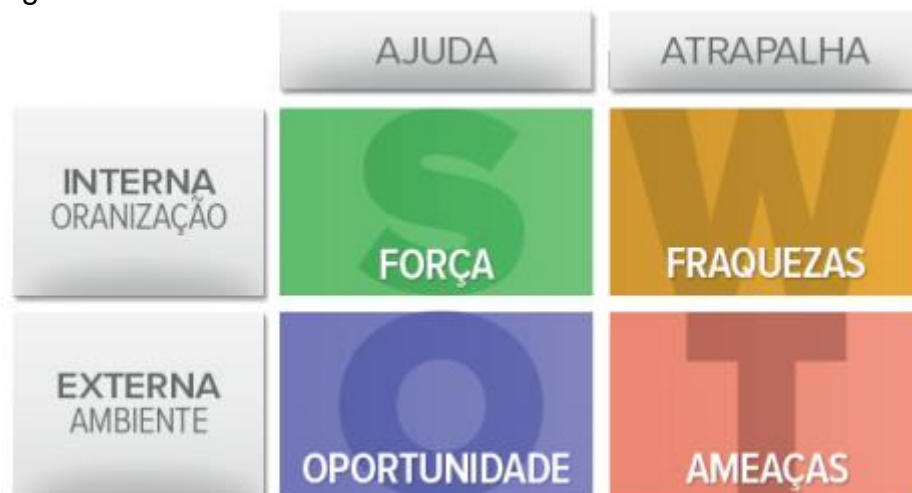 AJUDA
ATRAPALHA
INTERNA
ORANIZAÇÃO
S
FORÇA
W
FRAQUEZAS
EXTERNA
AMBIENTE
O
OPORTUNIDADE
T
AMEAÇAS